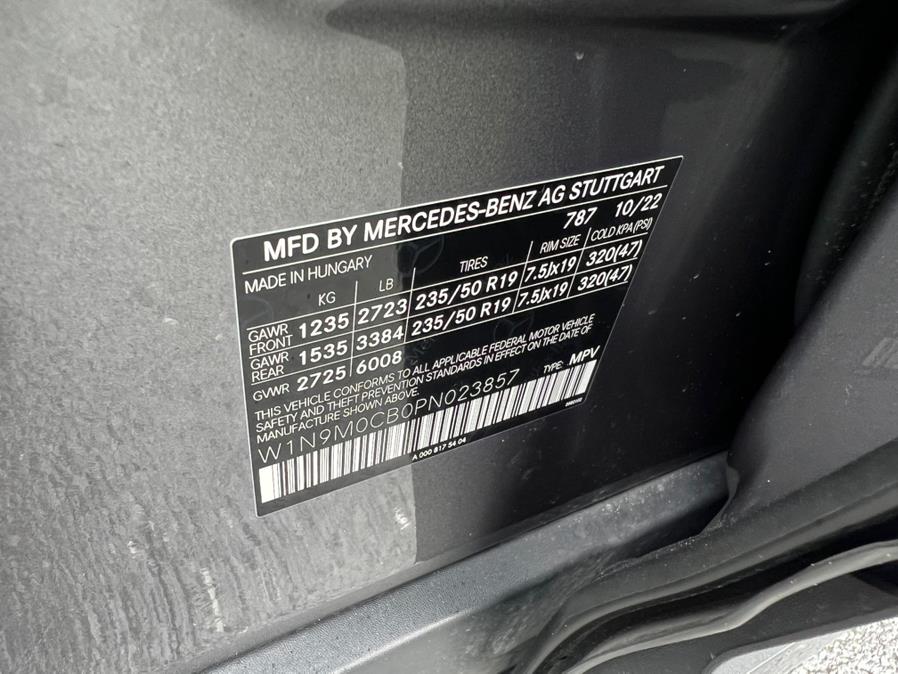 MFD BY MERCEDES-BENZ AG STUTTGART
MADE IN HUNGARY 787 10/22
KG LB TIRES RIM SIZE COLD KPA(PSI)
GAWR FRONT 1235 2723 235/50 R19 7.5Jx19 320(47)
GAWR REAR 1535 3384 235/50 R19 7.5Jx19 320(47)
GVWR 2725 6008
THIS VEHICLE CONFORMS TO ALL APPLICABLE FEDERAL MOTOR VEHICLE
SAFETY AND THEFT PREVENTION STANDARDS IN EFFECT ON THE DATE OF
MANUFACTURE SHOWN ABOVE.
W1N9M0CB0PN023857 TYPE: MPV
A 000 817 54 04